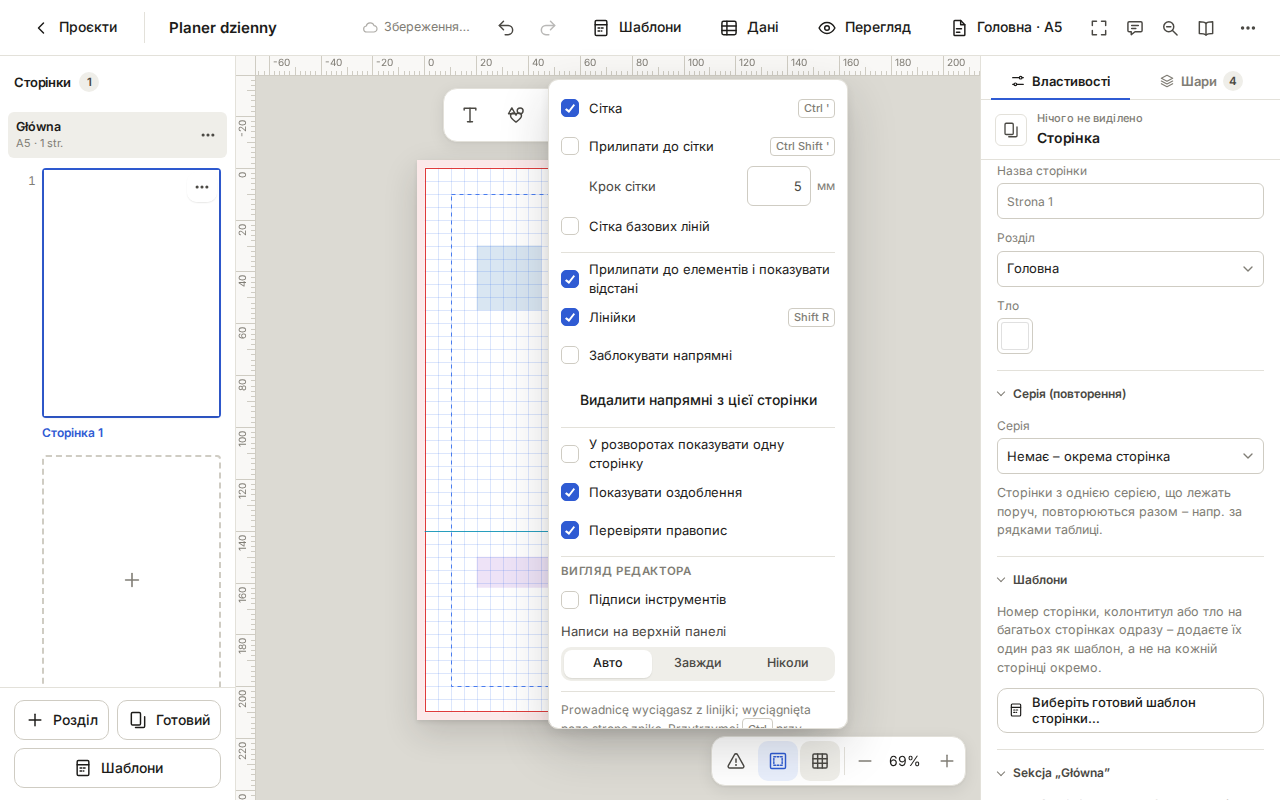 Проєкти
Planer dzienny
Збереження...
Шаблони
Дані
Перегляд
Головна · A5
Сторінки 1
Główna
A5 · 1 str.
1
Сторінка 1
Розділ
Готовий
Шаблони
-60 -40 -20 0 20 40 60 80 100 120 140 160 180 200
-20 0 20 40 60 80 100 120 140 160 180 200 220
Сітка Ctrl '
Прилипати до сітки Ctrl Shift '
Крок сітки 5 мм
Сітка базових ліній
Прилипати до елементів і показувати
відстані
Лінійки Shift R
Заблокувати напрямні
Видалити напрямні з цієї сторінки
У розворотах показувати одну
сторінку
Показувати оздоблення
Перевіряти правопис
ВИГЛЯД РЕДАКТОРА
Підписи інструментів
Написи на верхній панелі
Авто Завжди Ніколи
Prowadnicę wyciągasz z linijki; wyciągnięta
69%
Властивості
Шари 4
Нічого не виділено
Сторінка
Назва сторінки
Strona 1
Розділ
Головна
Тло
Серія (повторення)
Серія
Немає – окрема сторінка
Сторінки з однією серією, що лежать
поруч, повторюються разом – напр. за
рядками таблиці.
Шаблони
Номер сторінки, колонтитул або тло на
багатьох сторінках одразу – додаєте їх
один раз як шаблон, а не на кожній
сторінці окремо.
Виберіть готовий шаблон
сторінки...
Sekcja „Główna”